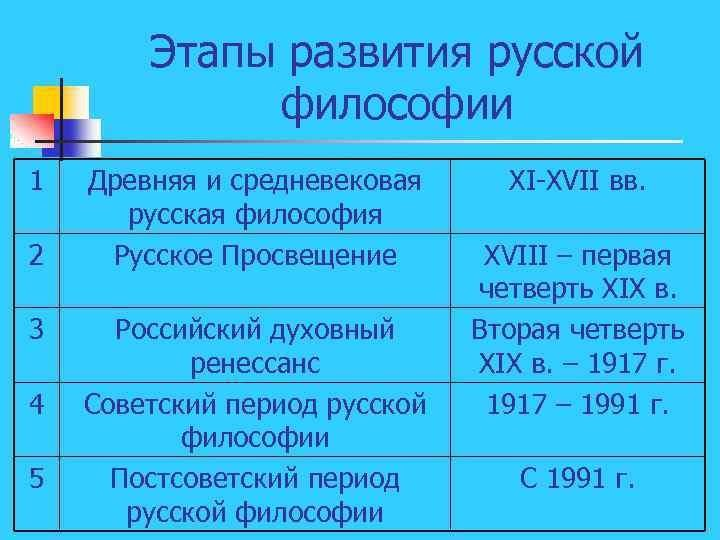 Этапы развития русской
философии
1 Древняя и средневековая XI-XVII вв.
русская философия
2 Русское Просвещение XVIII – первая
четверть XIX в.
3 Российский духовный Вторая четверть
ренессанс XIX в. – 1917 г.
4 Советский период русской 1917 – 1991 г.
философии
5 Постсоветский период С 1991 г.
русской философии